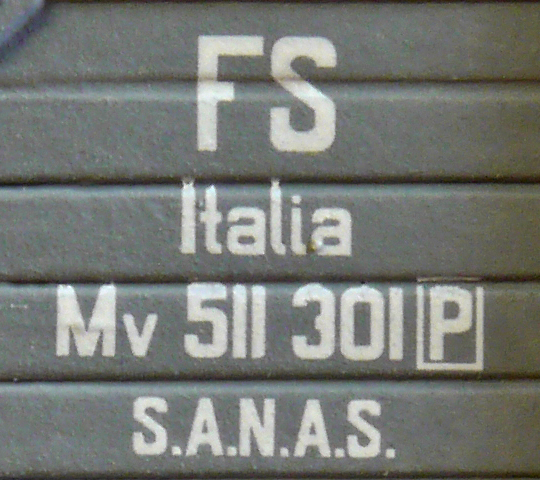 FS
Italia
Mv 511 301 P
S.A.N.A.S.